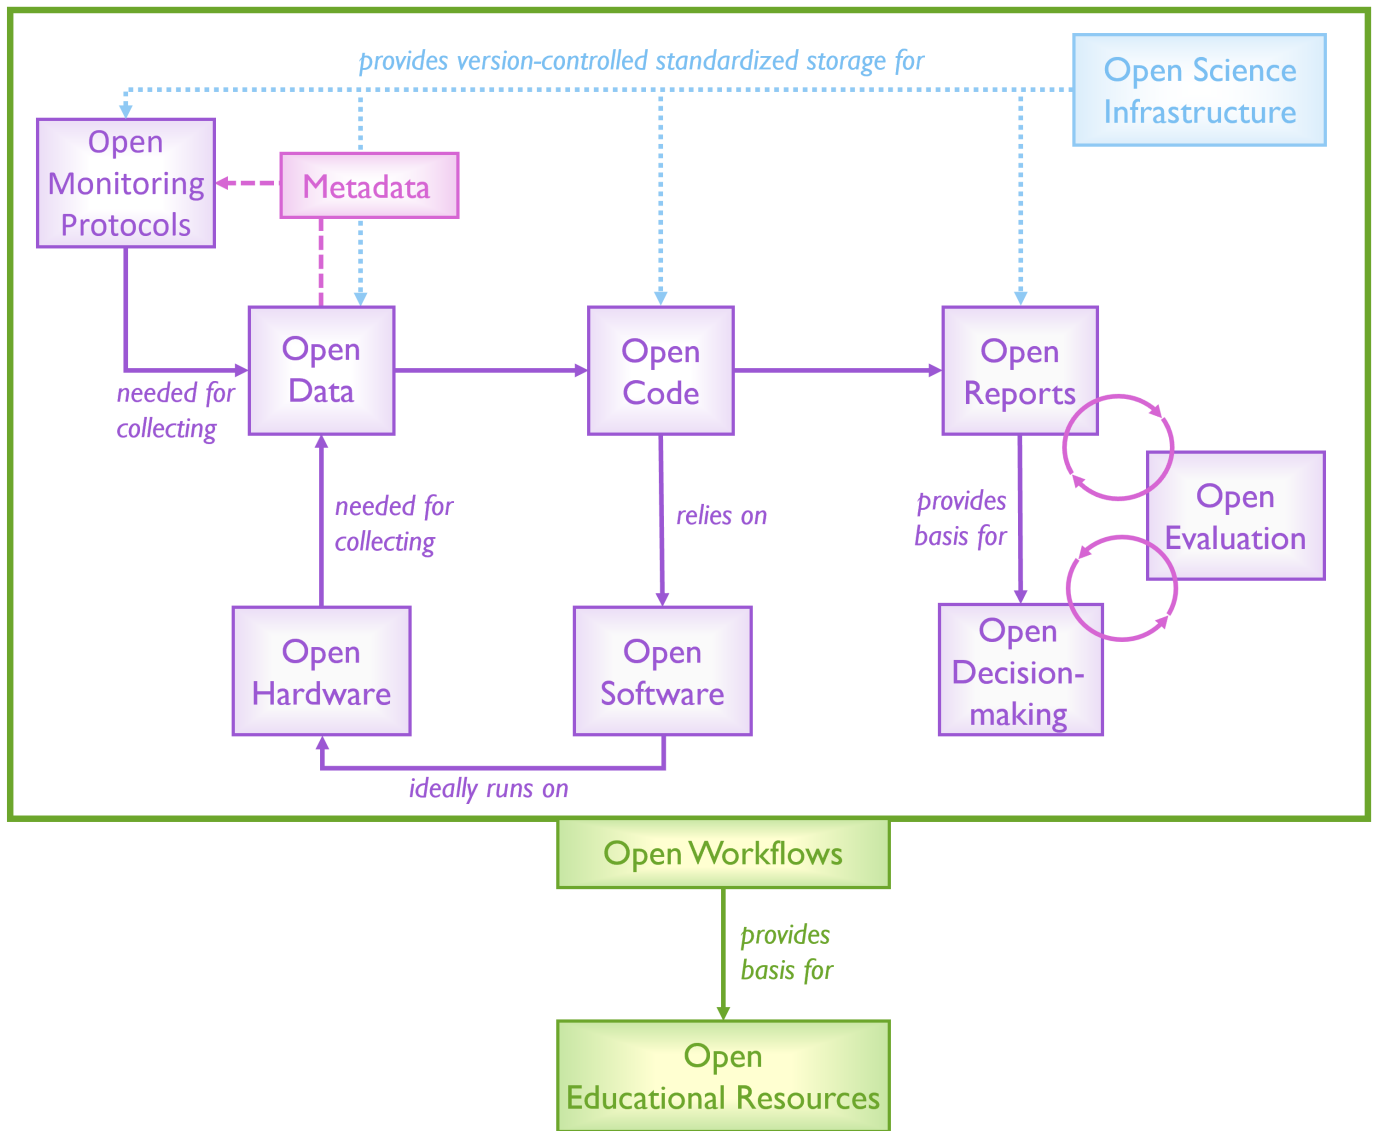 provides version-controlled standardized storage for
Open Science
Infrastructure
Open
Monitoring
Protocols
Metadata
Open
Data
Open
Code
Open
Reports
needed for
collecting
needed for
collecting
relies on
provides
basis for
Open
Evaluation
Open
Hardware
Open
Software
Open
Decision-
making
ideally runs on
Open Workflows
provides
basis for
Open
Educational Resources